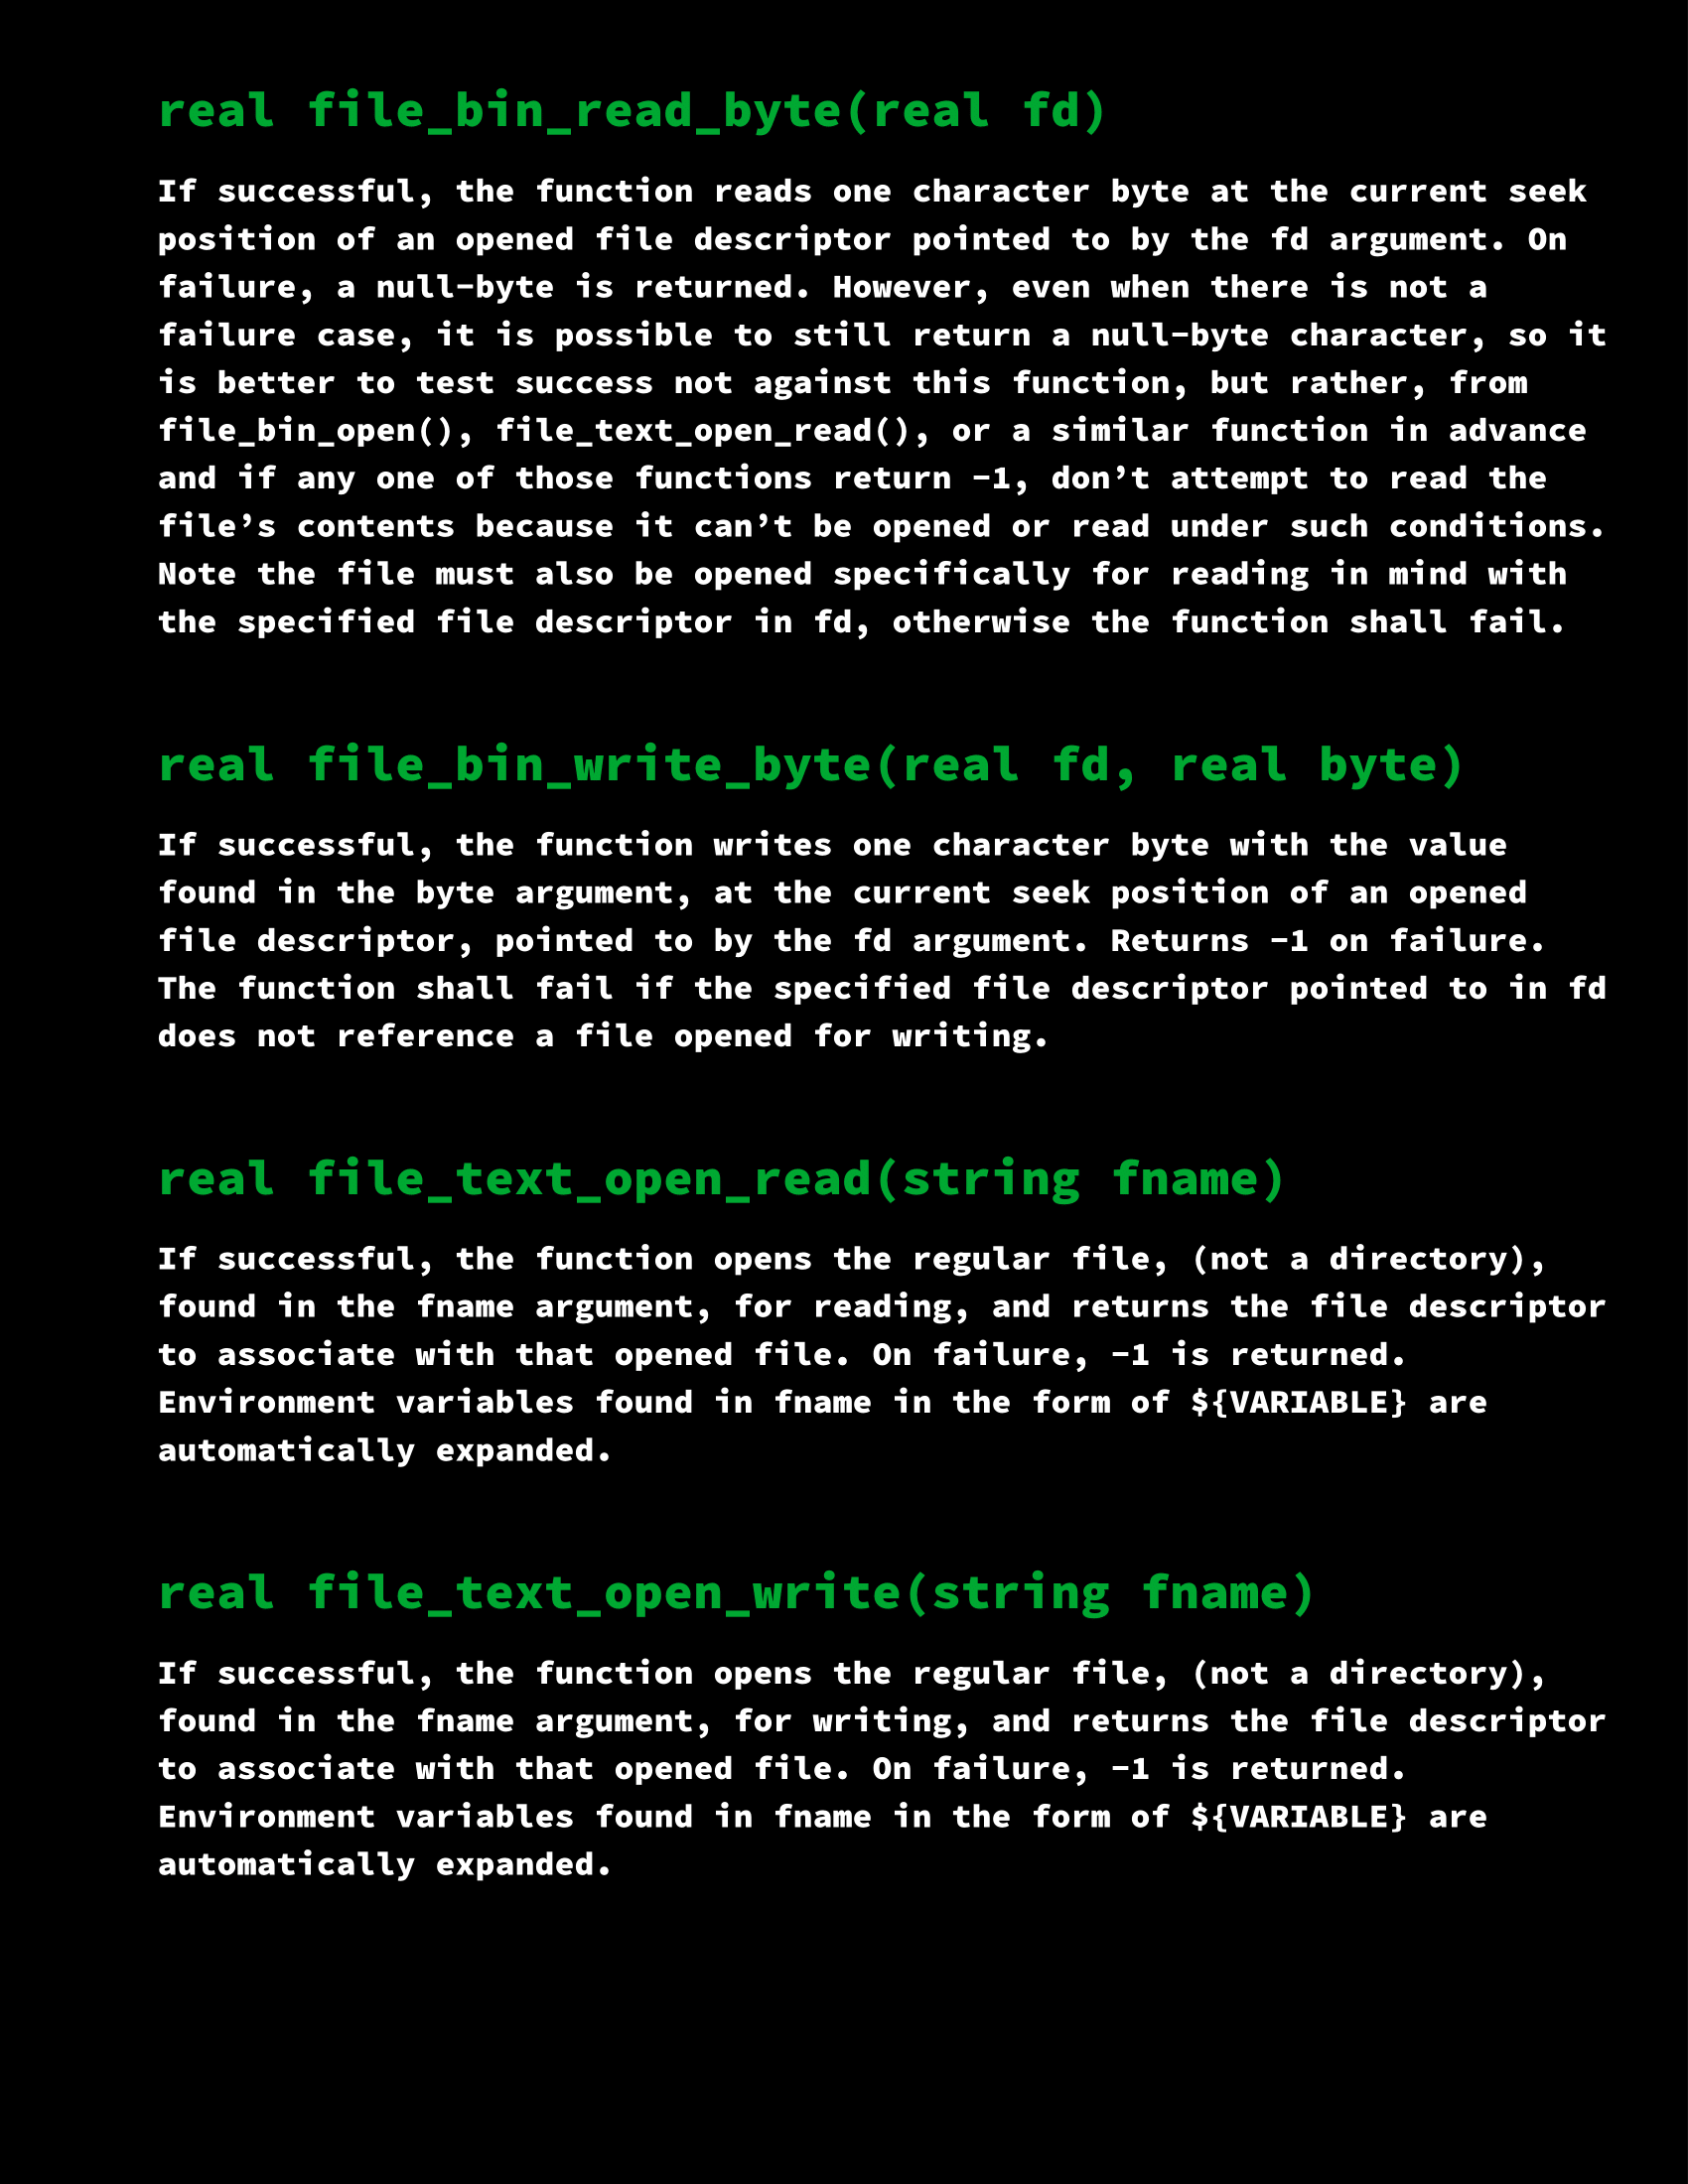 real file_bin_read_byte(real fd)
If successful, the function reads one character byte at the current seek
position of an opened file descriptor pointed to by the fd argument. On
failure, a null-byte is returned. However, even when there is not a
failure case, it is possible to still return a null-byte character, so it
is better to test success not against this function, but rather, from
file_bin_open(), file_text_open_read(), or a similar function in advance
and if any one of those functions return -1, don’t attempt to read the
file’s contents because it can’t be opened or read under such conditions.
Note the file must also be opened specifically for reading in mind with
the specified file descriptor in fd, otherwise the function shall fail.
real file_bin_write_byte(real fd, real byte)
If successful, the function writes one character byte with the value
found in the byte argument, at the current seek position of an opened
file descriptor, pointed to by the fd argument. Returns -1 on failure.
The function shall fail if the specified file descriptor pointed to in fd
does not reference a file opened for writing.
real file_text_open_read(string fname)
If successful, the function opens the regular file, (not a directory),
found in the fname argument, for reading, and returns the file descriptor
to associate with that opened file. On failure, -1 is returned.
Environment variables found in fname in the form of ${VARIABLE} are
automatically expanded.
real file_text_open_write(string fname)
If successful, the function opens the regular file, (not a directory),
found in the fname argument, for writing, and returns the file descriptor
to associate with that opened file. On failure, -1 is returned.
Environment variables found in fname in the form of ${VARIABLE} are
automatically expanded.